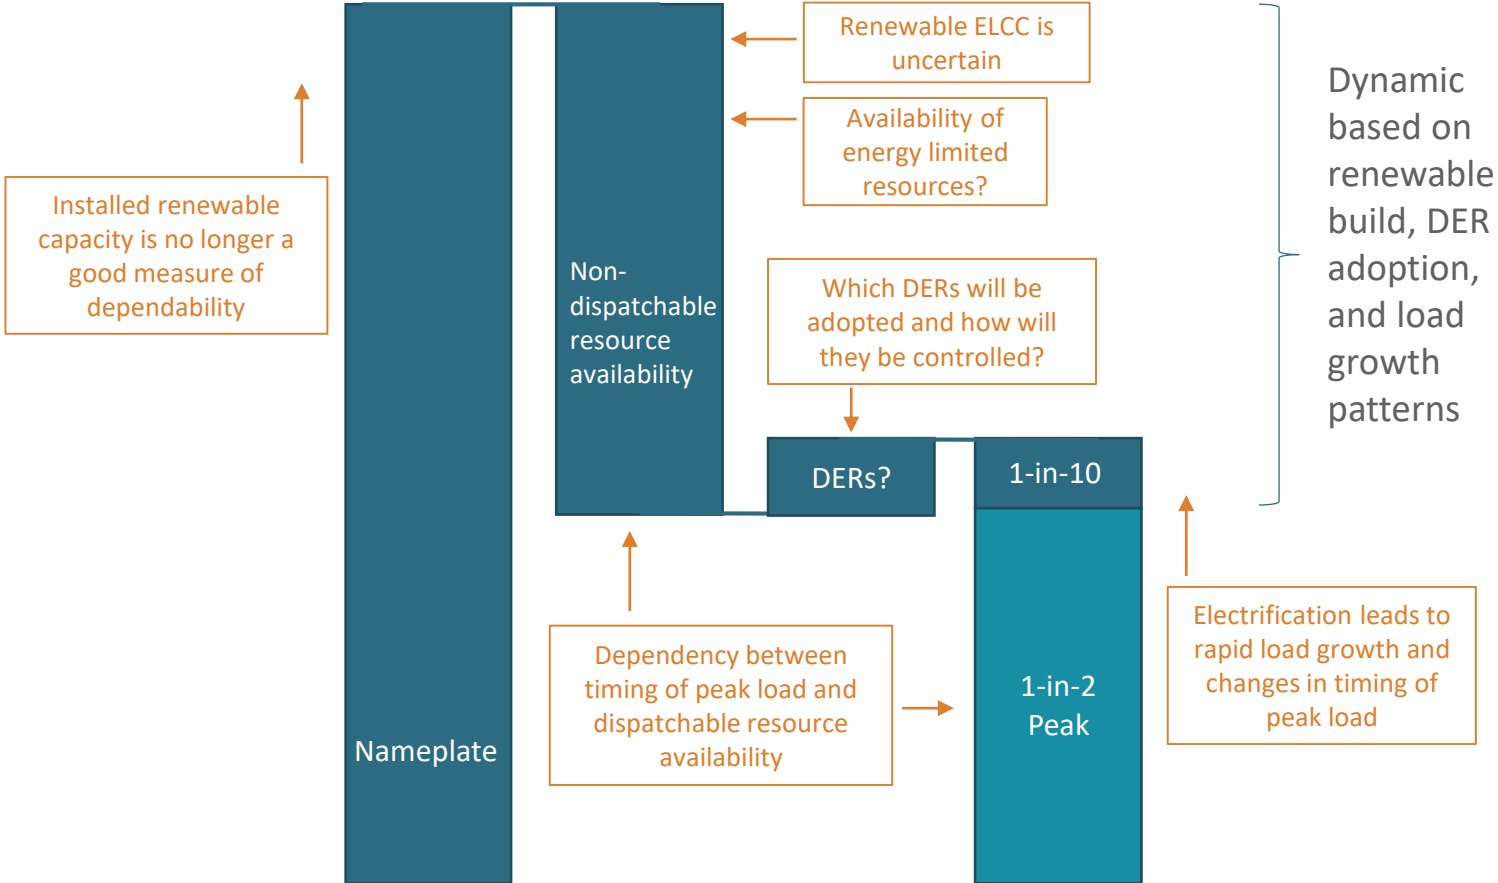 Renewable ELCC is
uncertain
Availability of
energy limited
resources?
Dynamic
based on
renewable
build, DER
adoption,
and load
growth
patterns
Installed renewable
capacity is no longer a
good measure of
dependability
Non-
dispatchable
resource
availability
Which DERs will be
adopted and how will
they be controlled?
DERs?
1-in-10
Nameplate
Dependency between
timing of peak load and
dispatchable resource
availability
1-in-2
Peak
Electrification leads to
rapid load growth and
changes in timing of
peak load